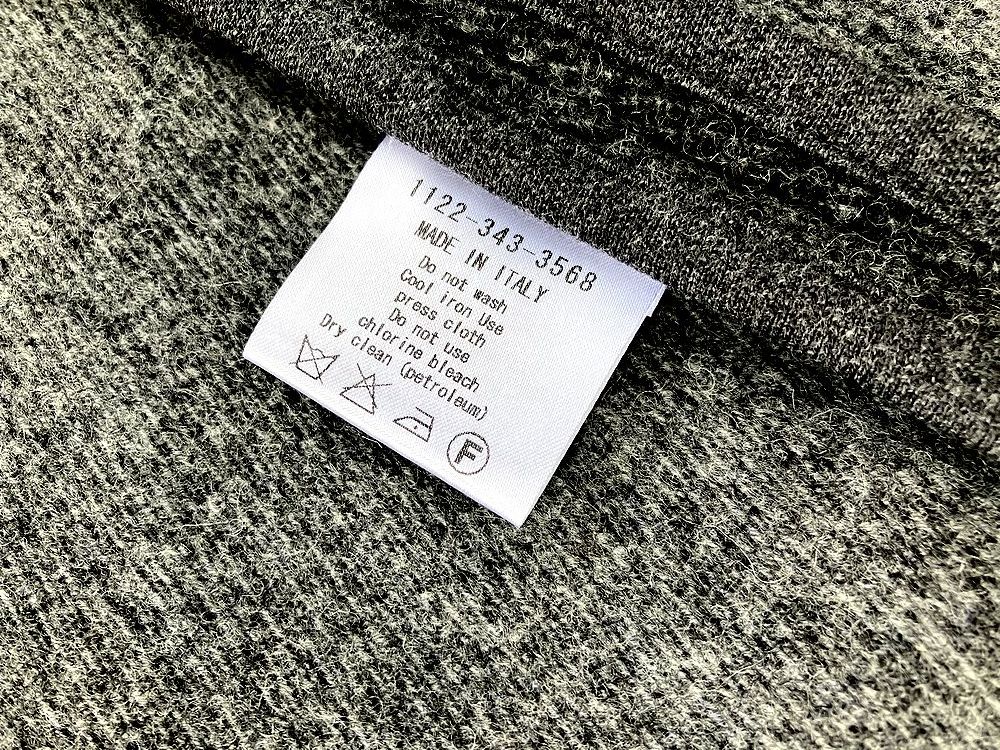 1122-343-3568
MADE IN ITALY
Do not wash
Cool iron Use
press cloth
Do not use
chlorine bleach
Dry clean (petroleum)
F